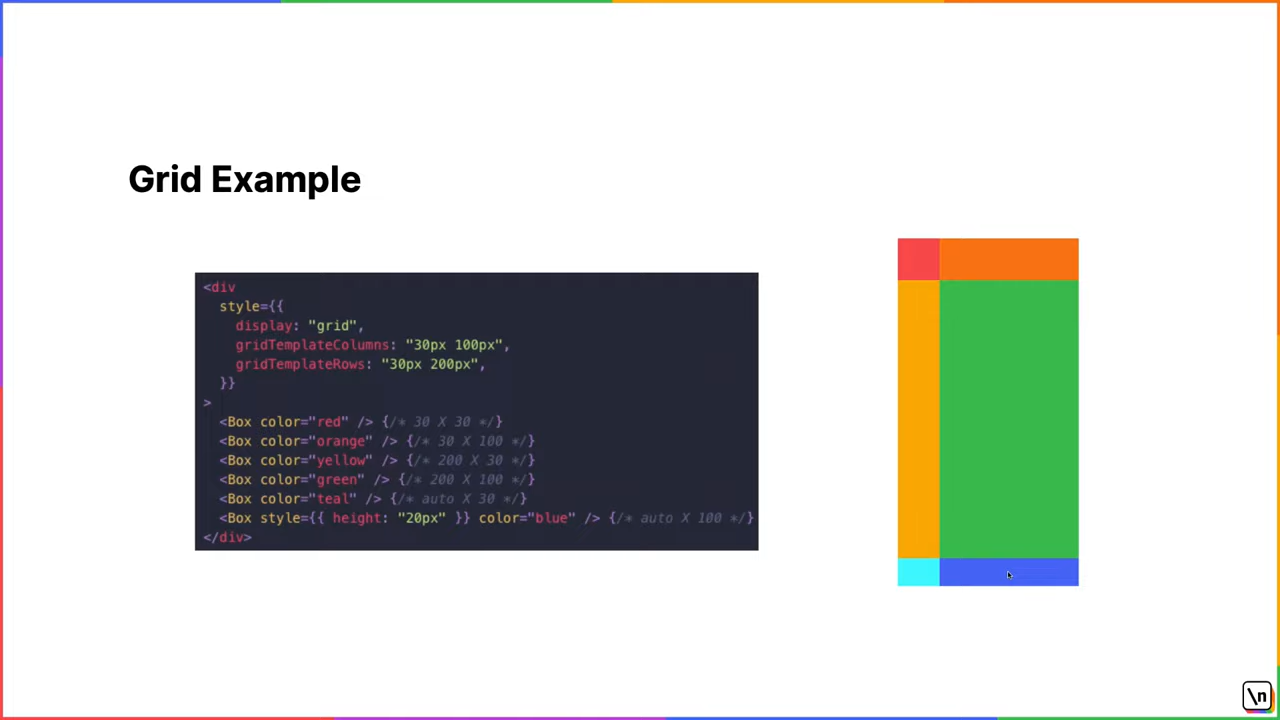 Grid Example
<div
style={{
display: "grid",
gridTemplateColumns: "30px 100px",
gridTemplateRows: "30px 200px",
}}
>
<Box color="red" /> {/* 30 X 30 */}
<Box color="orange" /> {/* 30 X 100 */}
<Box color="yellow" /> {/* 200 X 30 */}
<Box color="green" /> {/* 200 X 100 */}
<Box color="teal" /> {/* auto X 30 */}
<Box style={{ height: "20px" }} color="blue" /> {/* auto X 100 */}
</div>
\n